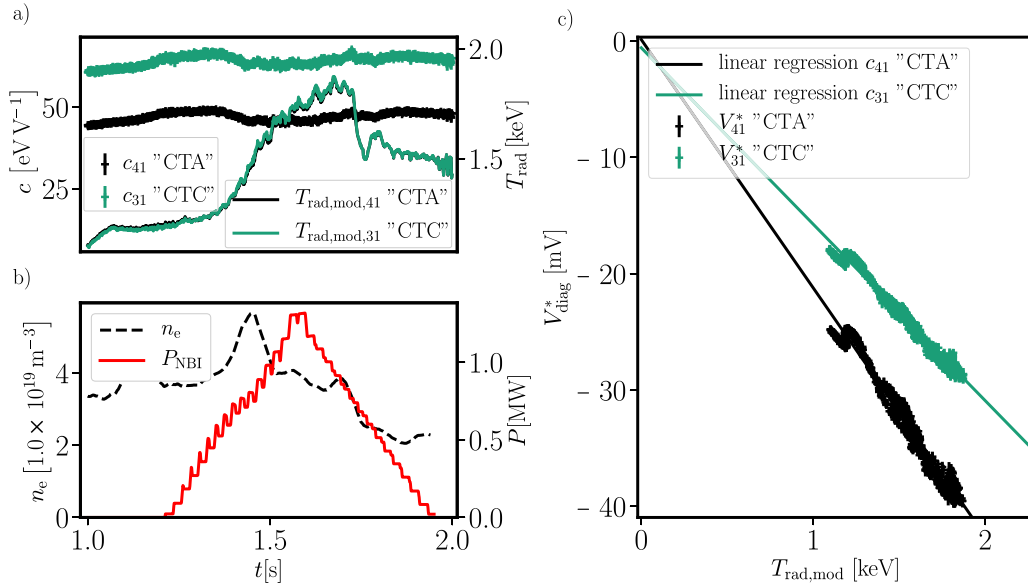 a)
c [eV V⁻¹]
50
25
2.0
1.5
T_rad [keV]
c₄₁ "CTA"
c₃₁ "CTC"
T_rad,mod,41 "CTA"
T_rad,mod,31 "CTC"
b)
n_e [1.0 × 10¹⁹ m⁻³]
4
2
0
n_e
P_NBI
1.0
0.5
0.0
P[MW]
1.0
1.5
2.0
t[s]
c)
0
− 10
− 20
− 30
− 40
V*_diag [mV]
linear regression c₄₁ "CTA"
linear regression c₃₁ "CTC"
V*₄₁ "CTA"
V*₃₁ "CTC"
0
1
2
T_rad,mod [keV]